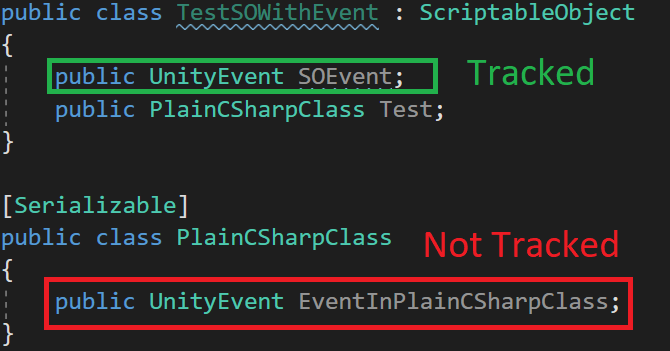 public class TestSOWithEvent : ScriptableObject
{
public UnityEvent SOEvent; Tracked
public PlainCSharpClass Test;
}
[Serializable]
public class PlainCSharpClass
Not Tracked
{
public UnityEvent EventInPlainCSharpClass;
}